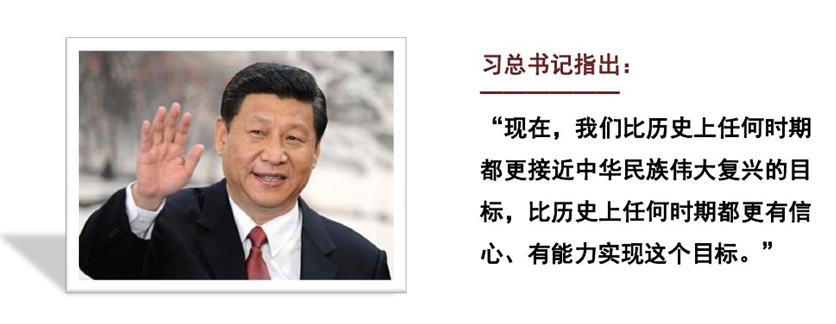 习总书记指出：
“现在，我们比历史上任何时期
都更接近中华民族伟大复兴的目
标，比历史上任何时期都更有信
心、有能力实现这个目标。”